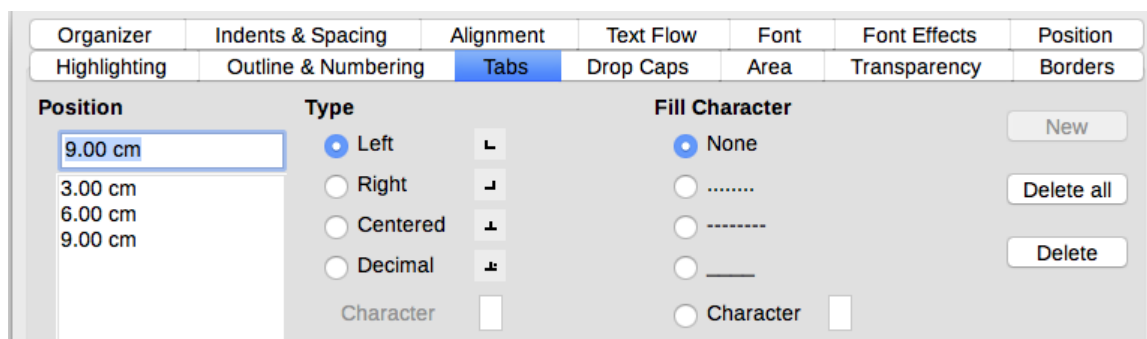 Organizer Indents & Spacing Alignment Text Flow Font Font Effects Position
Highlighting Outline & Numbering Tabs Drop Caps Area Transparency Borders
Position Type Fill Character
9.00 cm Left None New
3.00 cm Right ........ Delete all
6.00 cm Centered --------
9.00 cm Decimal ____ Delete
Character Character